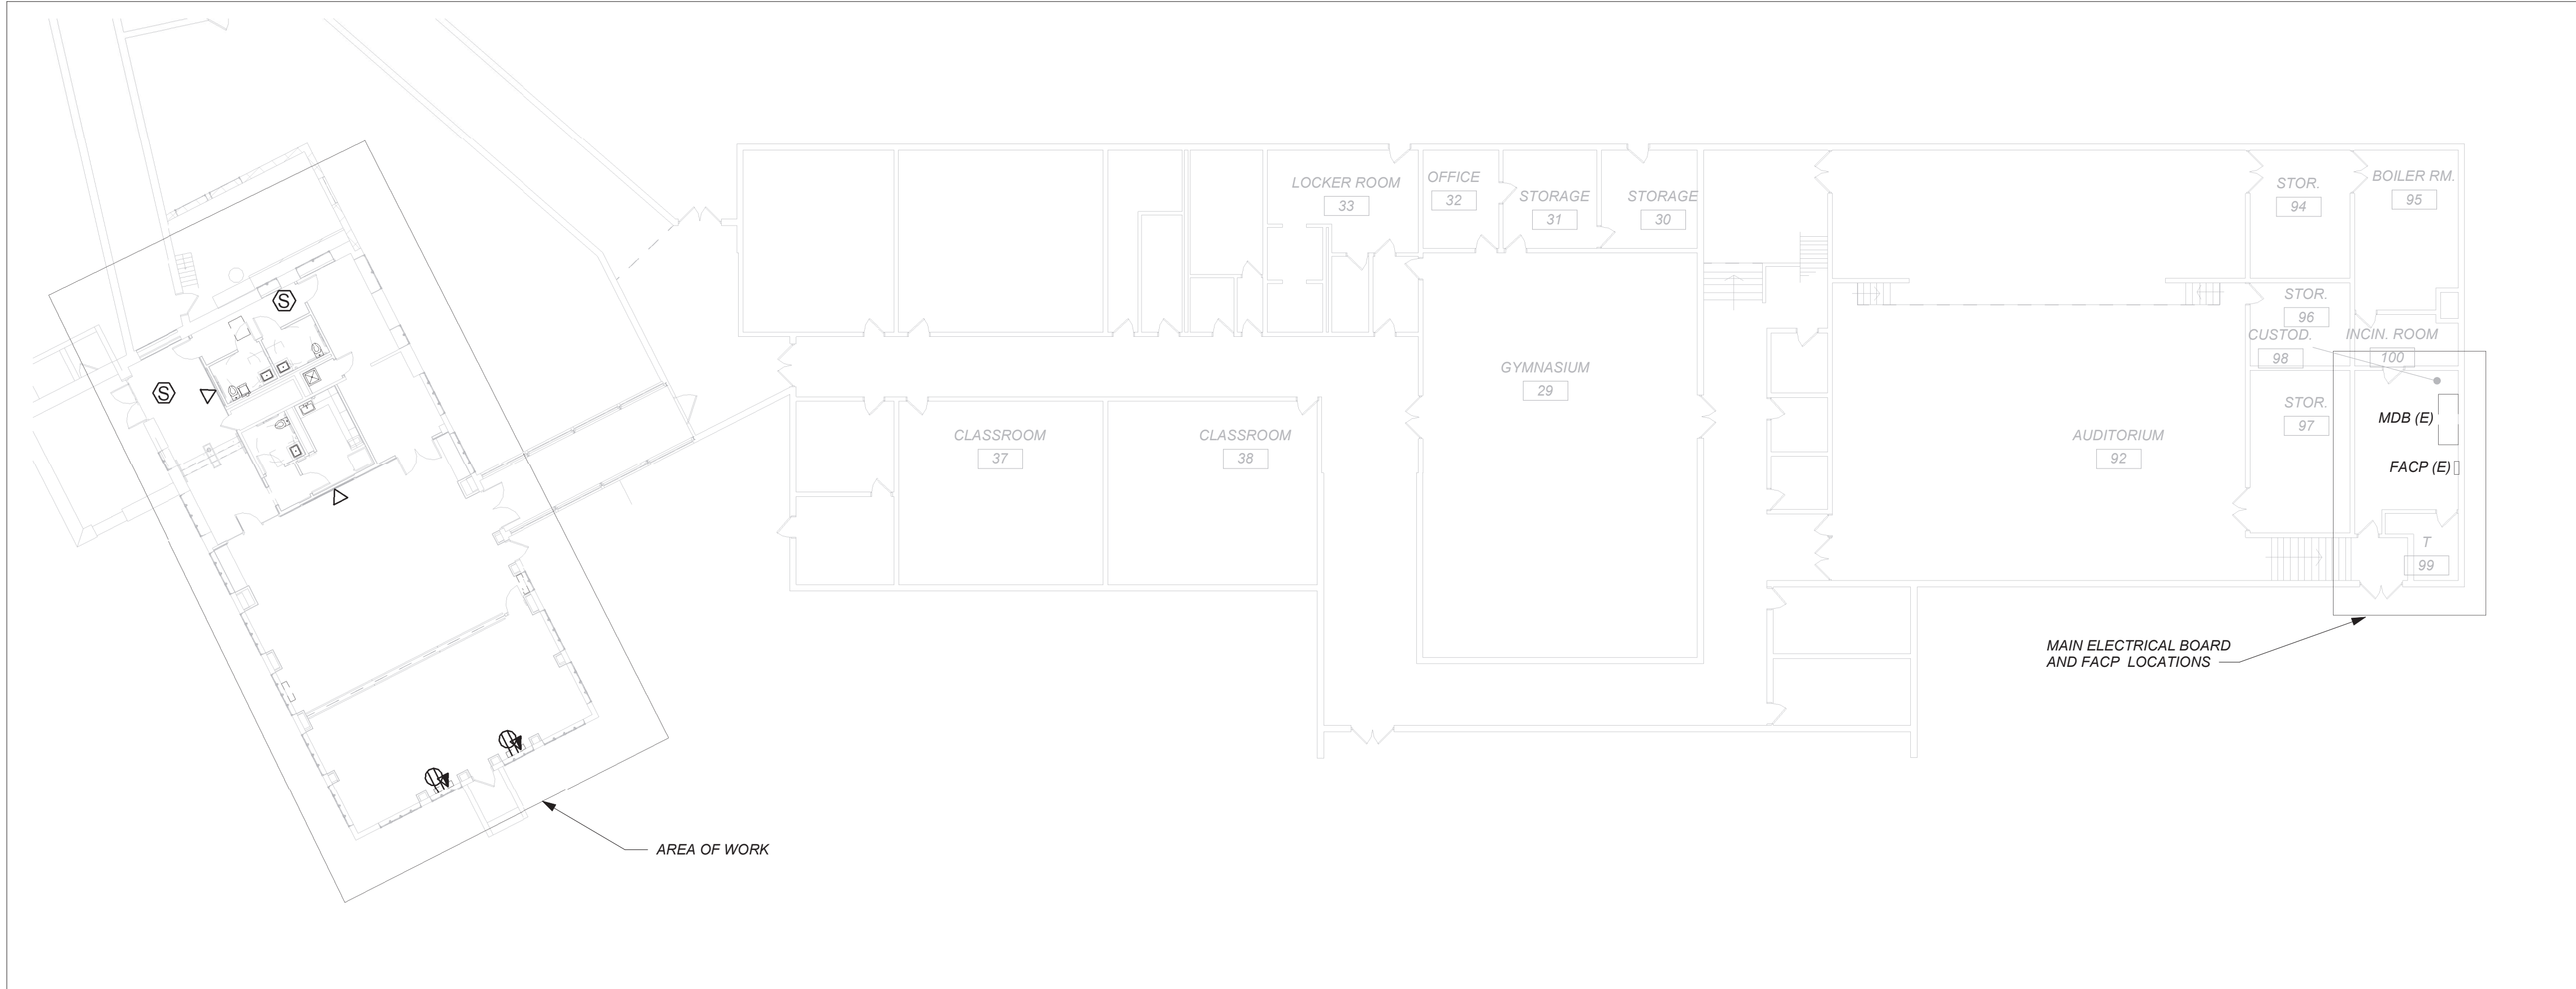 LOCKER ROOM
33
OFFICE
32
STORAGE
31
STORAGE
30
STOR.
94
BOILER RM.
95
S
STOR.
96
CUSTOD.
98
INCIN. ROOM
100
GYMNASIUM
29
S
STOR.
97
MDB (E)
CLASSROOM
37
CLASSROOM
38
AUDITORIUM
92
FACP (E)
T
99
MAIN ELECTRICAL BOARD
AND FACP LOCATIONS
AREA OF WORK